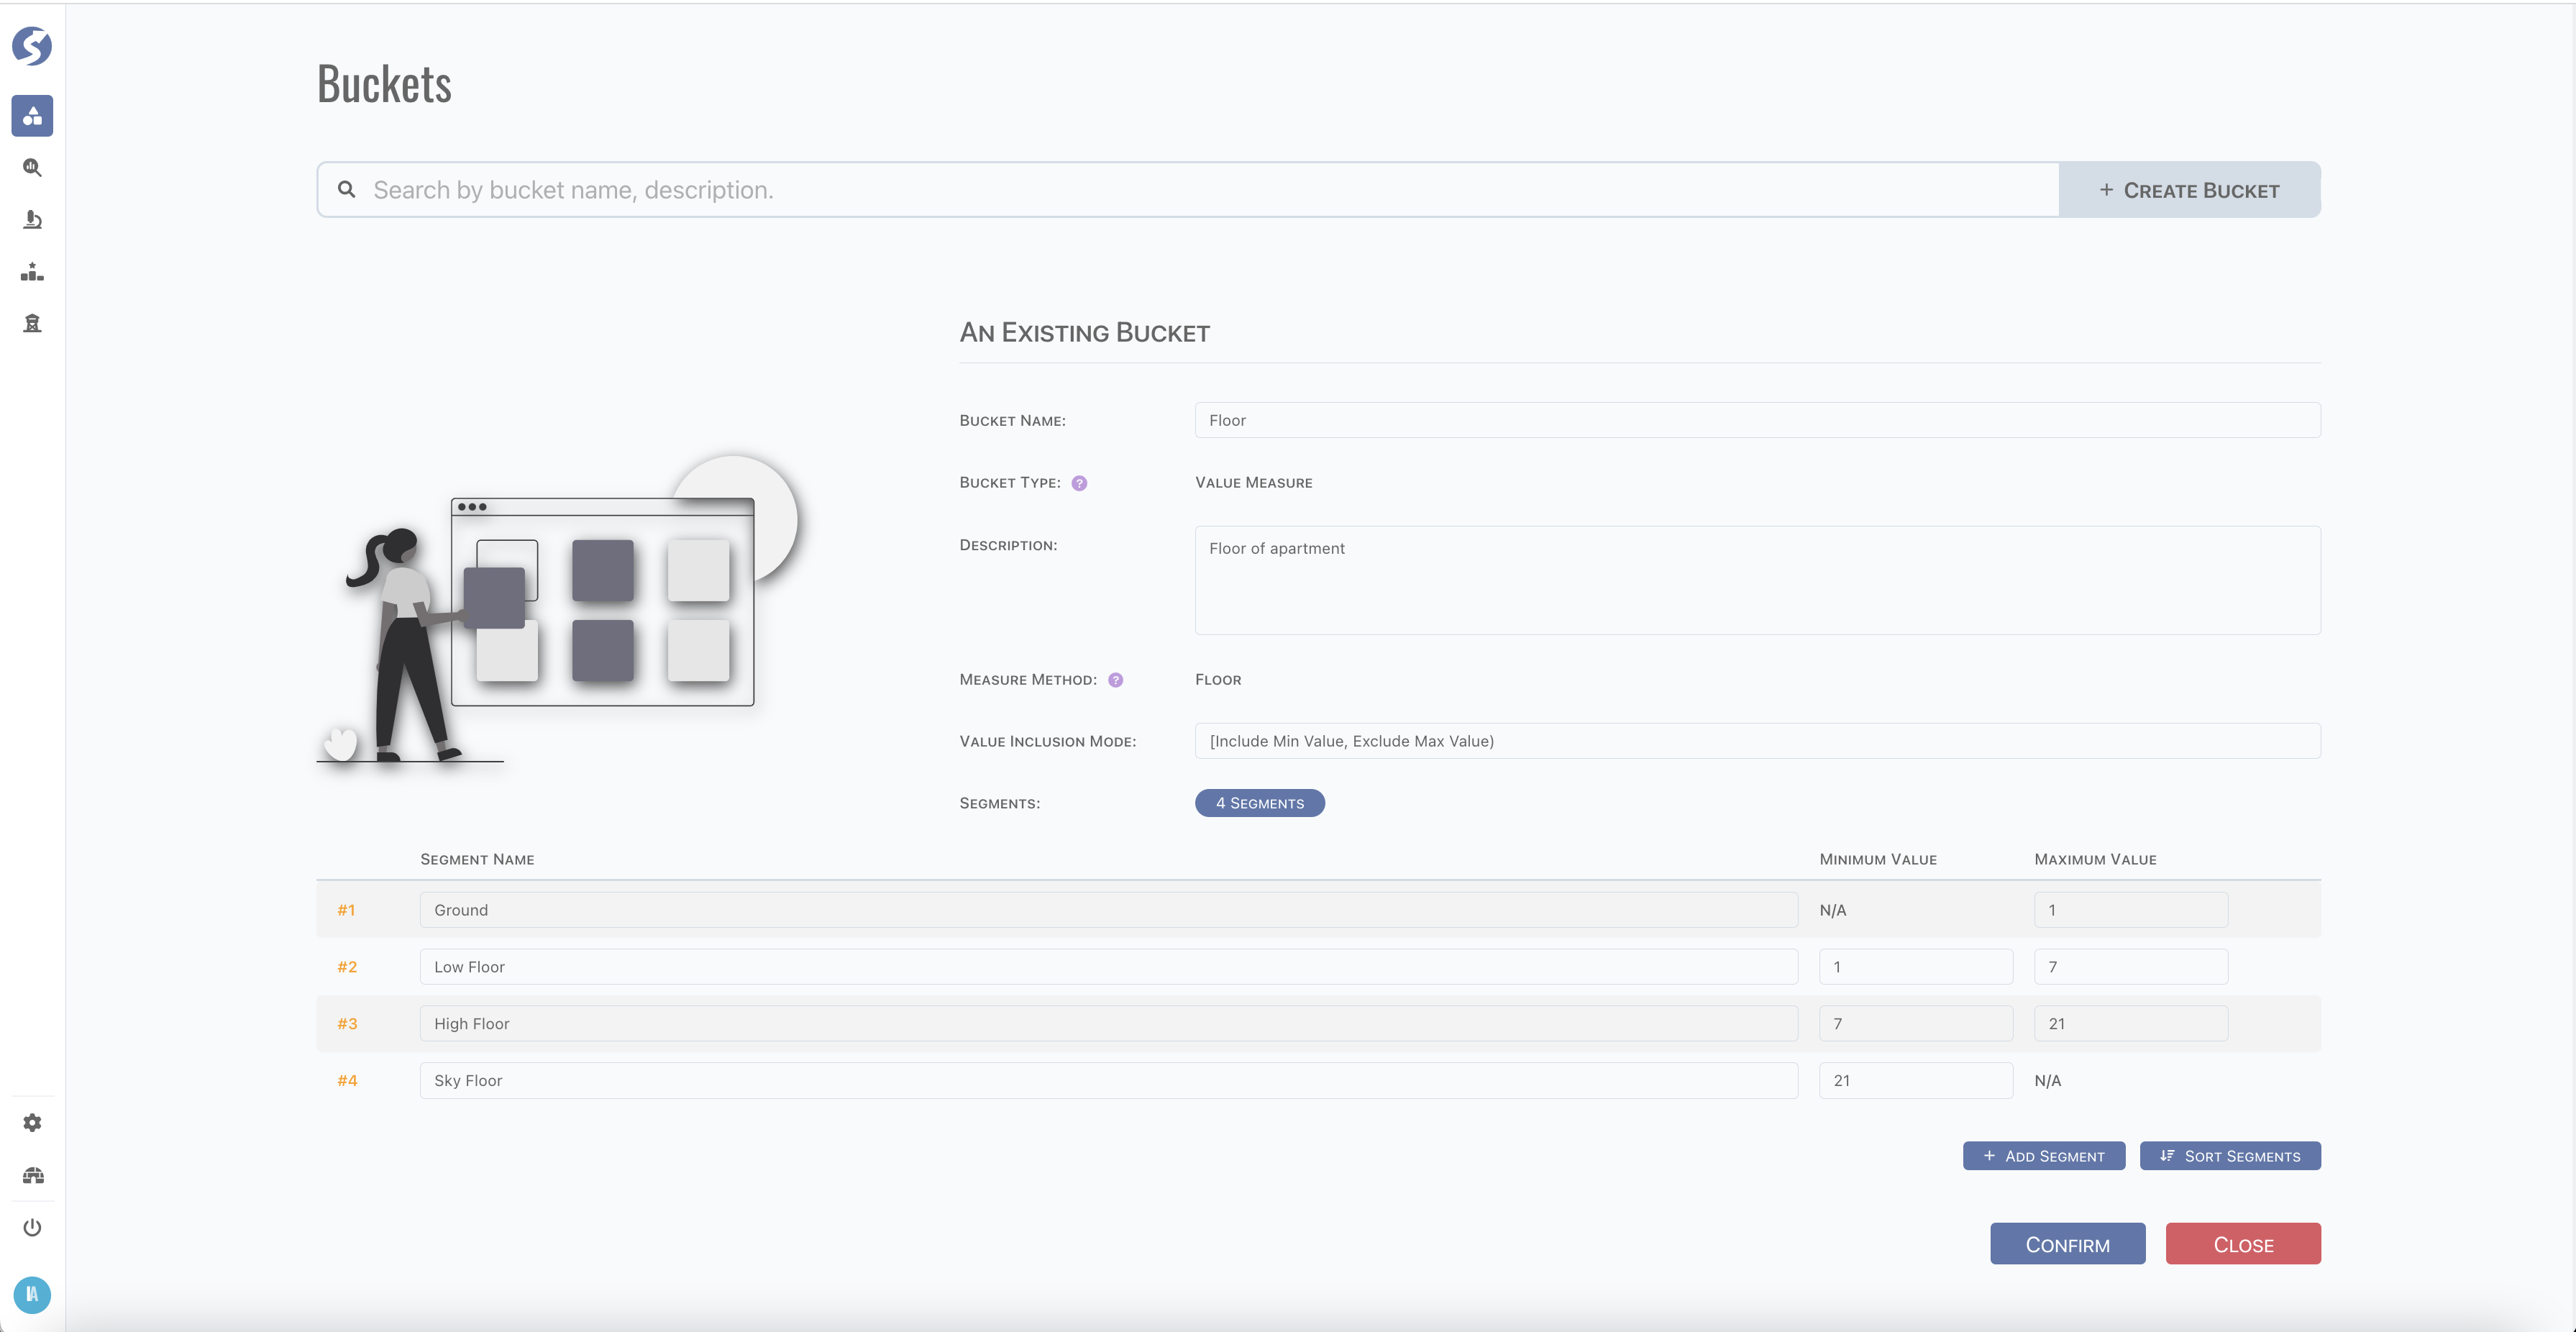 Buckets
Search by bucket name, description.
+ Create Bucket
An Existing Bucket
Bucket Name: Floor
Bucket Type: ? Value Measure
Description: Floor of apartment
Measure Method: ? Floor
Value Inclusion Mode: [Include Min Value, Exclude Max Value)
Segments: 4 Segments
Segment Name Minimum Value Maximum Value
#1 Ground N/A 1
#2 Low Floor 1 7
#3 High Floor 7 21
#4 Sky Floor 21 N/A
+ Add Segment Sort Segments
Confirm Close
IA